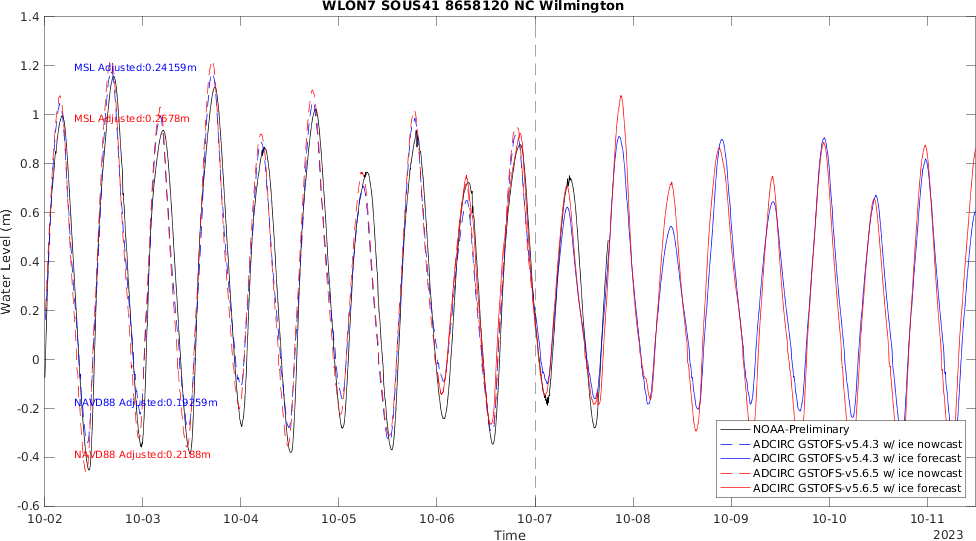 WLON7 SOUS41 8658120 NC Wilmington
1.4
1.2
1
0.8
0.6
0.4
0.2
0
-0.2
-0.4
-0.6
Water Level (m)
MSL Adjusted:0.24159m
MSL Adjusted:0.2678m
NAVD88 Adjusted:0.19259m
NAVD88 Adjusted:0.2188m
NOAA-Preliminary
ADCIRC GSTOFS-v5.4.3 w/ ice nowcast
ADCIRC GSTOFS-v5.4.3 w/ ice forecast
ADCIRC GSTOFS-v5.6.5 w/ ice nowcast
ADCIRC GSTOFS-v5.6.5 w/ ice forecast
10-02 10-03 10-04 10-05 10-06 10-07 10-08 10-09 10-10 10-11
Time
2023